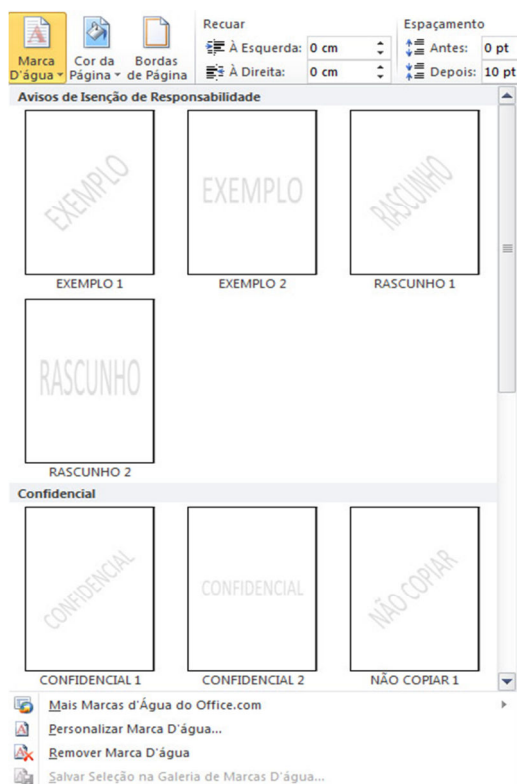 Marca D'água
Cor da Página
Bordas de Página
Recuar
À Esquerda: 0 cm
À Direita: 0 cm
Espaçamento
Antes: 0 pt
Depois: 10 pt
Avisos de Isenção de Responsabilidade
EXEMPLO
EXEMPLO
RASCUNHO
EXEMPLO 1
EXEMPLO 2
RASCUNHO 1
RASCUNHO
RASCUNHO 2
Confidencial
CONFIDENCIAL
CONFIDENCIAL
NÃO COPIAR
CONFIDENCIAL 1
CONFIDENCIAL 2
NÃO COPIAR 1
Mais Marcas d'Água do Office.com
Personalizar Marca D'água...
Remover Marca D'água
Salvar Seleção na Galeria de Marcas D'água...